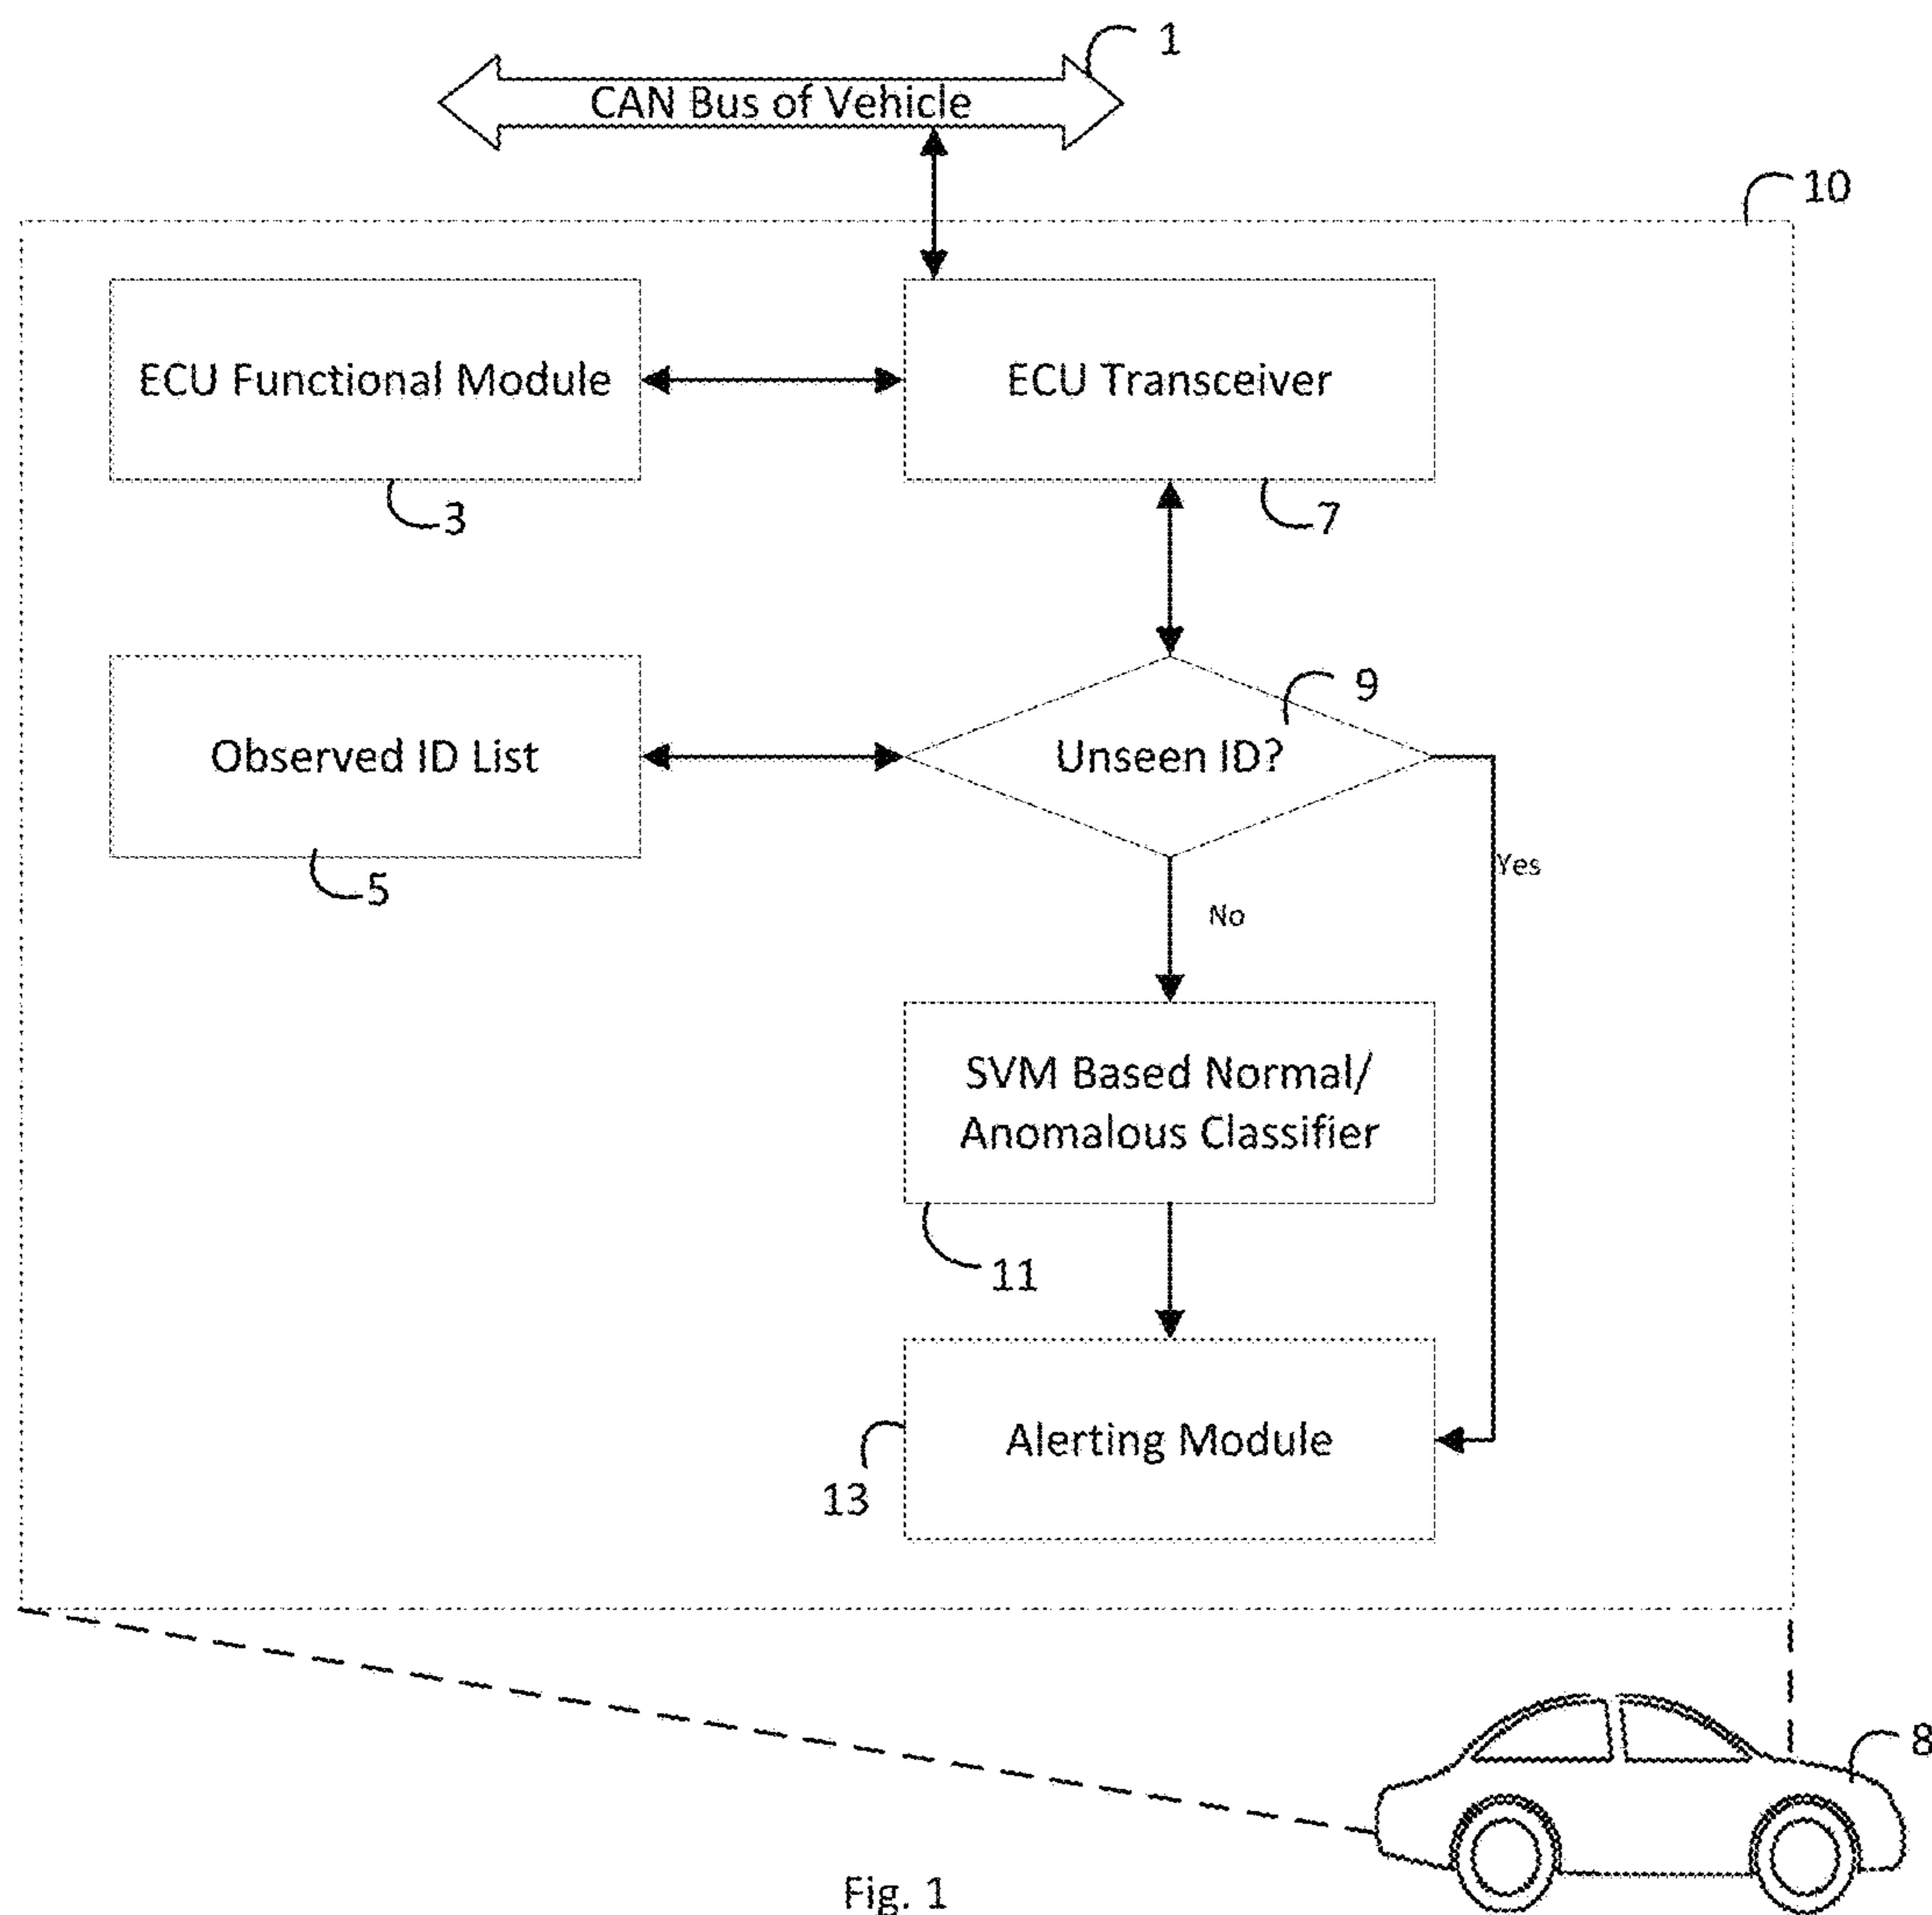 1
CAN Bus of Vehicle
10
ECU Functional Module
ECU Transceiver
3
7
9
Observed ID List
Unseen ID?
5
Yes
No
SVM Based Normal/
Anomalous Classifier
11
Alerting Module
13
8
Fig. 1